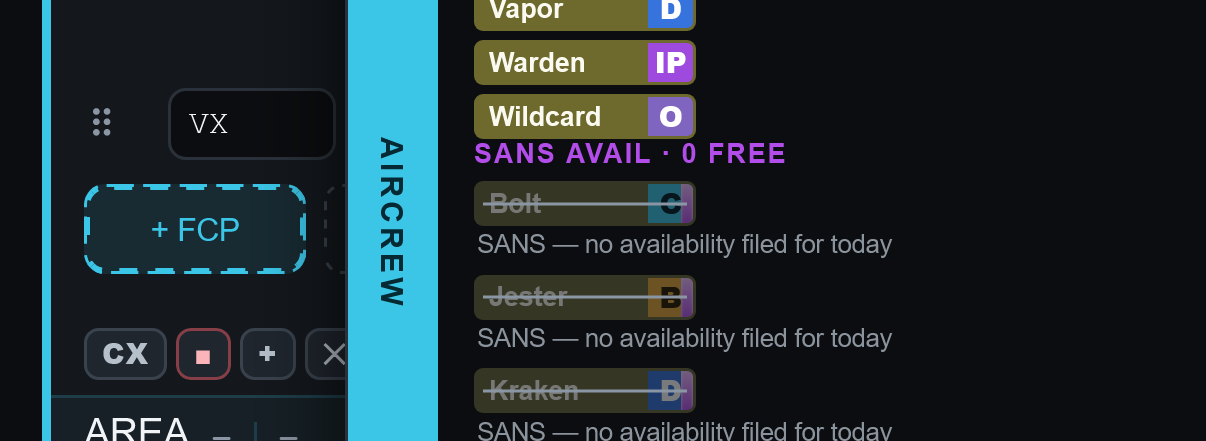 Vapor D
Warden IP
VX
Wildcard O
SANS AVAIL · 0 FREE
Bolt C
+ FCP
SANS — no availability filed for today
AIRCREW
Jester B
SANS — no availability filed for today
CX
Kraken D
AREA
SANS — no availability filed for today